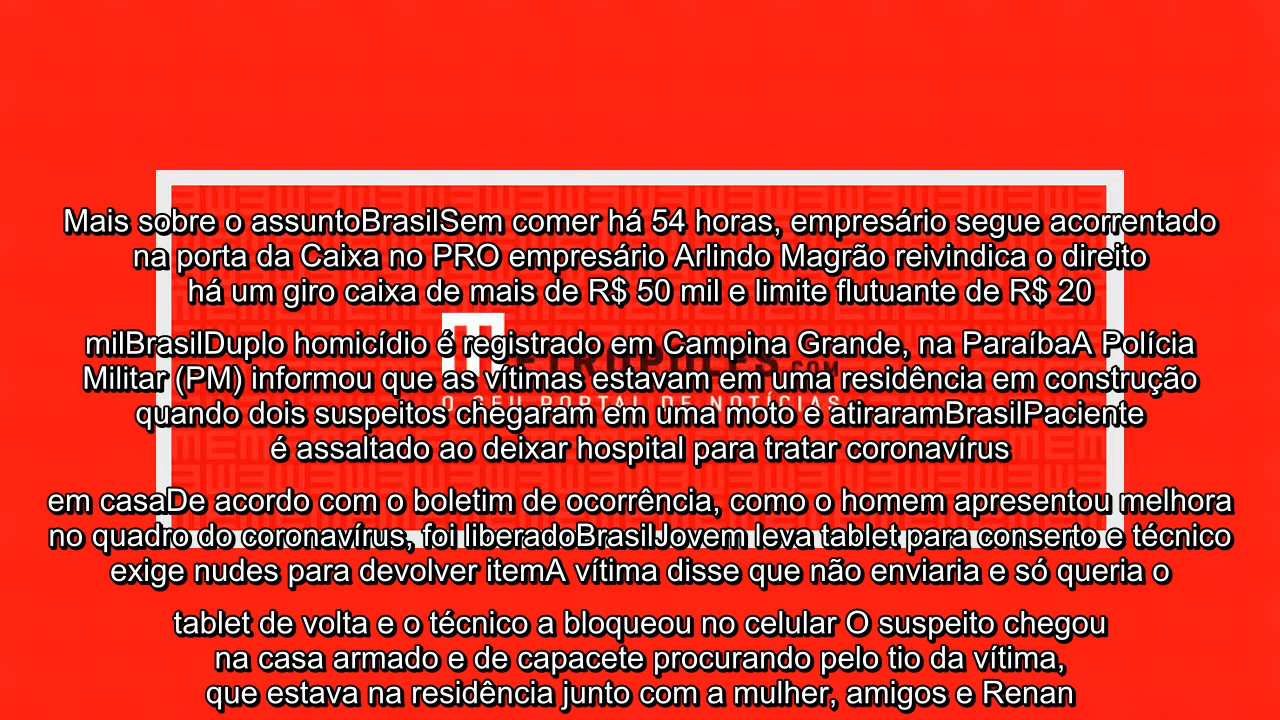 Mais sobre o assuntoBrasilSem comer há 54 horas, empresário segue acorrentado
na porta da Caixa no PRO empresário Arlindo Magrão reivindica o direito
há um giro caixa de mais de R$ 50 mil e limite flutuante de R$ 20
milBrasilDuplo homicídio é registrado em Campina Grande, na ParaíbaA Polícia
METRÓPOLES.COM
Militar (PM) informou que as vítimas estavam em uma residência em construção
O SEU PORTAL DE NOTÍCIAS
quando dois suspeitos chegaram em uma moto e atiraramBrasilPaciente
é assaltado ao deixar hospital para tratar coronavírus
em casaDe acordo com o boletim de ocorrência, como o homem apresentou melhora
no quadro do coronavírus, foi liberadoBrasilJovem leva tablet para conserto e técnico
exige nudes para devolver itemA vítima disse que não enviaria e só queria o
tablet de volta e o técnico a bloqueou no celular O suspeito chegou
na casa armado e de capacete procurando pelo tio da vítima,
que estava na residência junto com a mulher, amigos e Renan